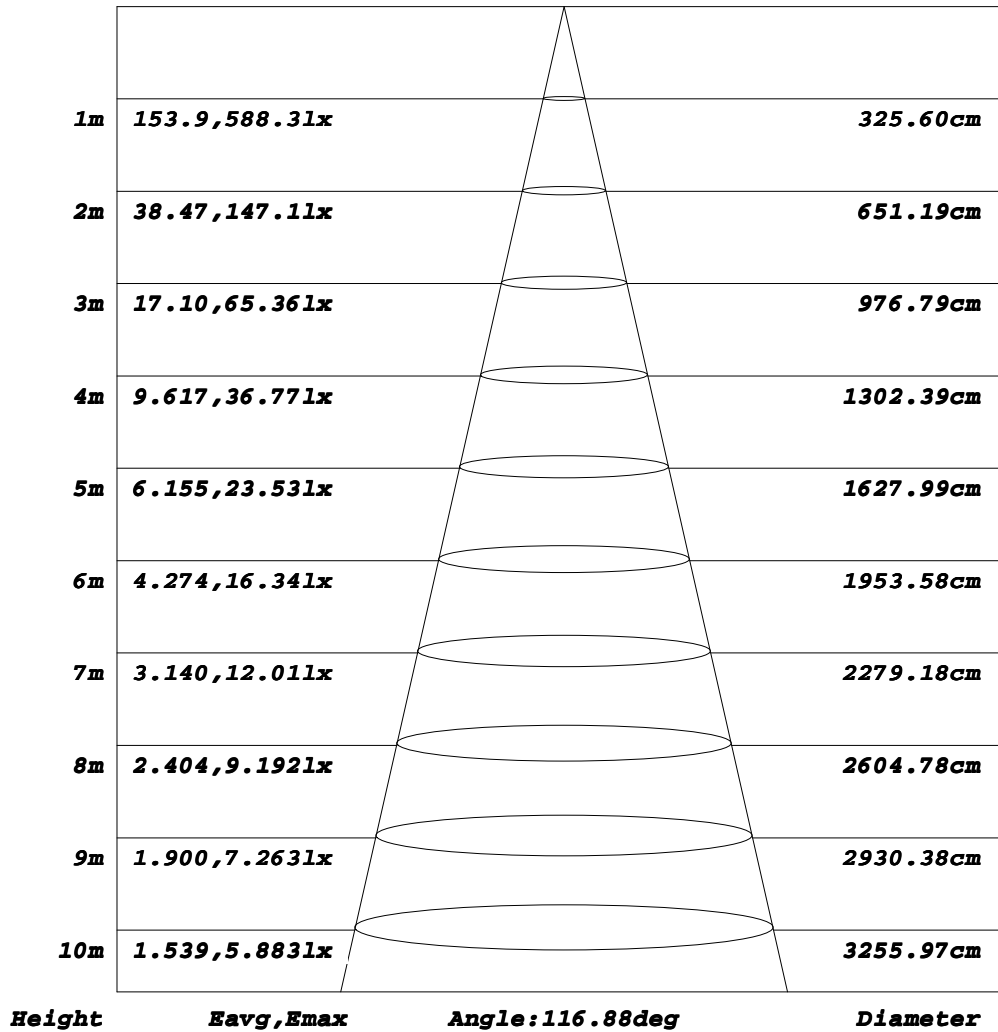 1m 153.9,588.3lx 325.60cm
2m 38.47,147.1lx 651.19cm
3m 17.10,65.36lx 976.79cm
4m 9.617,36.77lx 1302.39cm
5m 6.155,23.53lx 1627.99cm
6m 4.274,16.34lx 1953.58cm
7m 3.140,12.01lx 2279.18cm
8m 2.404,9.192lx 2604.78cm
9m 1.900,7.263lx 2930.38cm
10m 1.539,5.883lx 3255.97cm
Height Eavg,Emax Angle:116.88deg Diameter